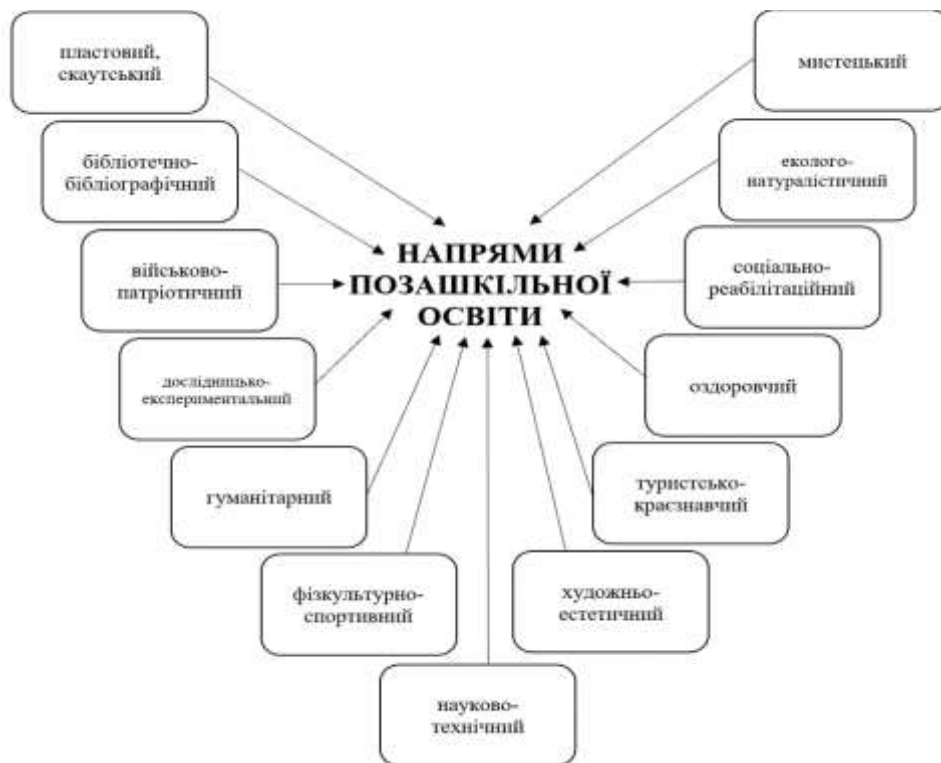 пластовий,
скаутський
мистецький
бібліотечно-
бібліографічний
еколого-
натуралістичний
НАПРЯМИ
ПОЗАШКІЛЬНОЇ
ОСВІТИ
військово-
патріотичний
соціально-
реабілітаційний
дослідницько-
експериментальний
оздоровчий
гуманітарний
туристсько-
краєзнавчий
фізкультурно-
спортивний
художньо-
естетичний
науково-
технічний